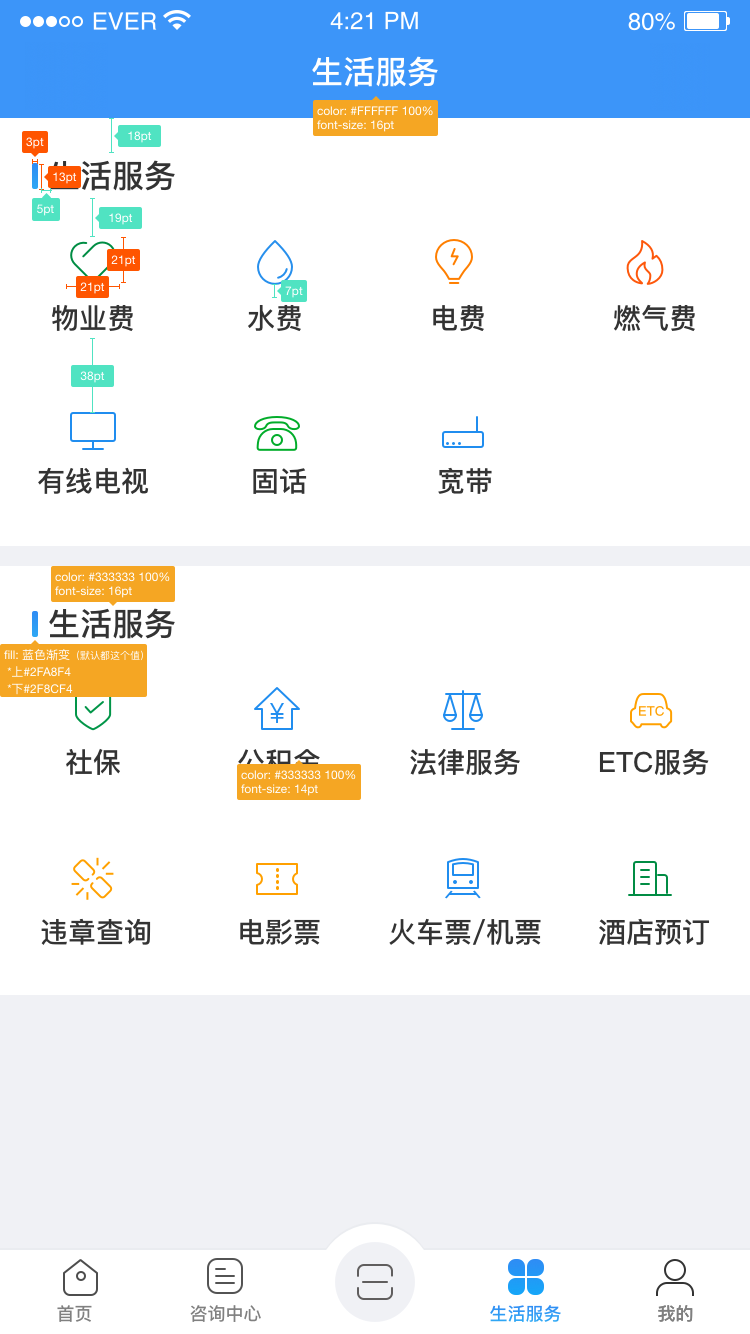 EVER 4:21 PM 80%
生活服务
color: #FFFFFF 100%
font-size: 16pt
18pt
3pt
生活服务
13pt
5pt
19pt
21pt
21pt
7pt
物业费 水费 电费 燃气费
38pt
有线电视 固话 宽带
color: #333333 100%
font-size: 16pt
生活服务
fill: 蓝色渐变（默认都这个值）
*上#2FA8F4
*下#2F8CF4
¥
ETC
社保 公积金 法律服务 ETC服务
color: #333333 100%
font-size: 14pt
违章查询 电影票 火车票/机票 酒店预订
首页 咨询中心 生活服务 我的